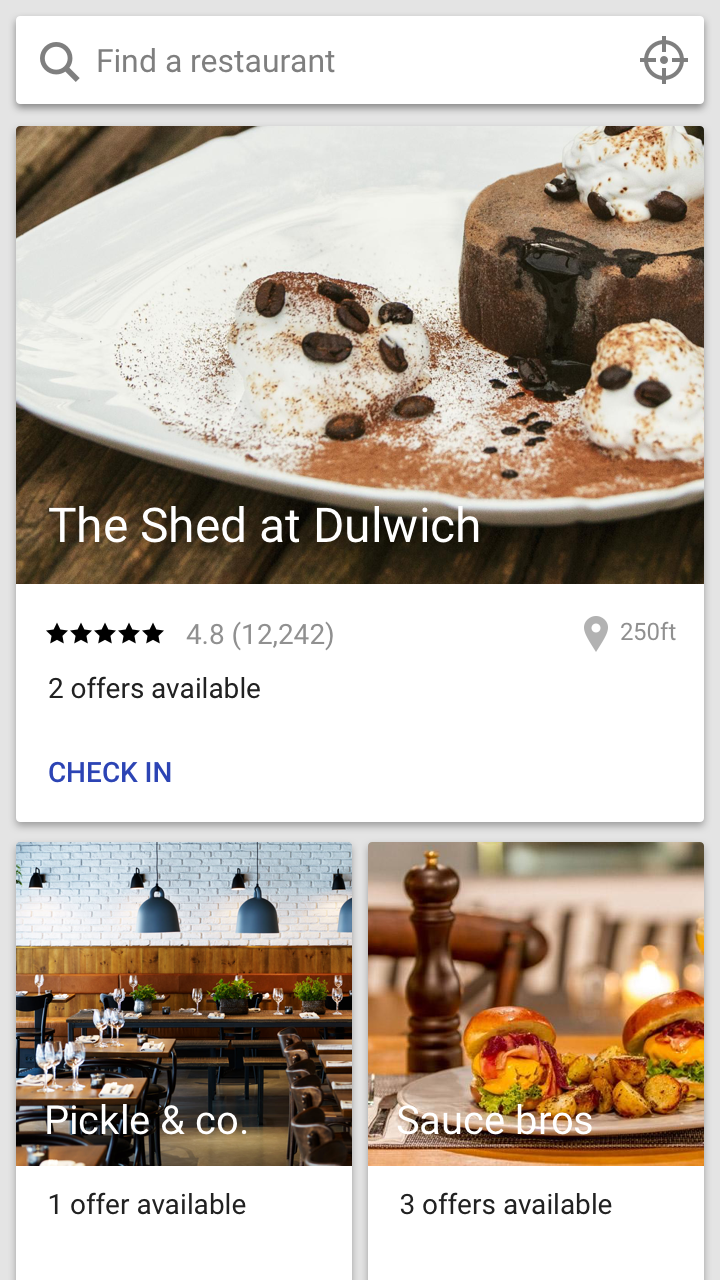 Find a restaurant
The Shed at Dulwich
4.8 (12,242)
250ft
2 offers available
CHECK IN
Pickle & co.
Sauce bros
1 offer available
3 offers available